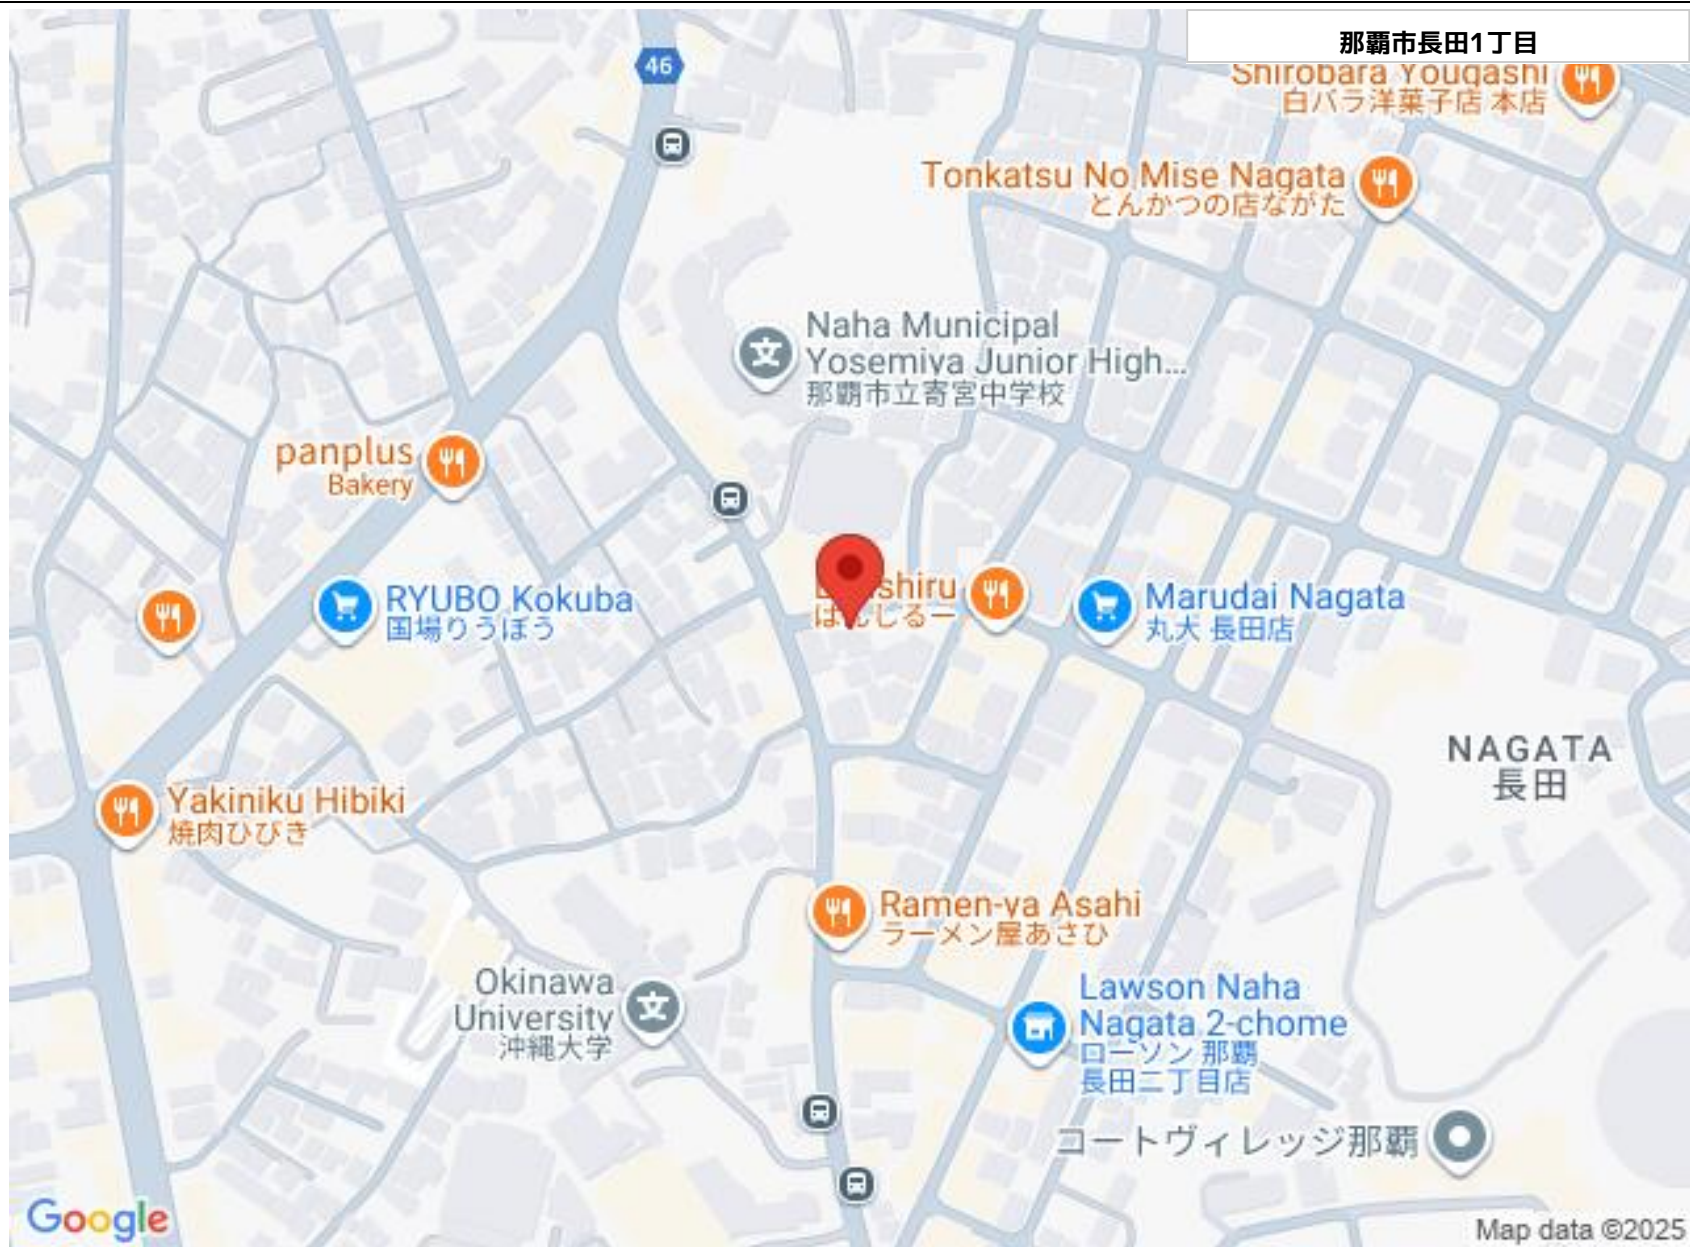 那覇市長田1丁目
46
Shirobara Yougashi
白バラ洋菓子店 本店
Tonkatsu No Mise Nagata
とんかつの店ながた
Naha Municipal
Yosemiya Junior High...
那覇市立寄宮中学校
panplus
Bakery
RYUBO Kokuba
国場りうぼう
shiru
ばんじるー
Marudai Nagata
丸大 長田店
NAGATA
長田
Yakiniku Hibiki
焼肉ひびき
Ramen-ya Asahi
ラーメン屋あさひ
Okinawa
University
沖縄大学
Lawson Naha
Nagata 2-chome
ローソン 那覇
長田二丁目店
コートヴィレッジ那覇
Google
Map data ©2025